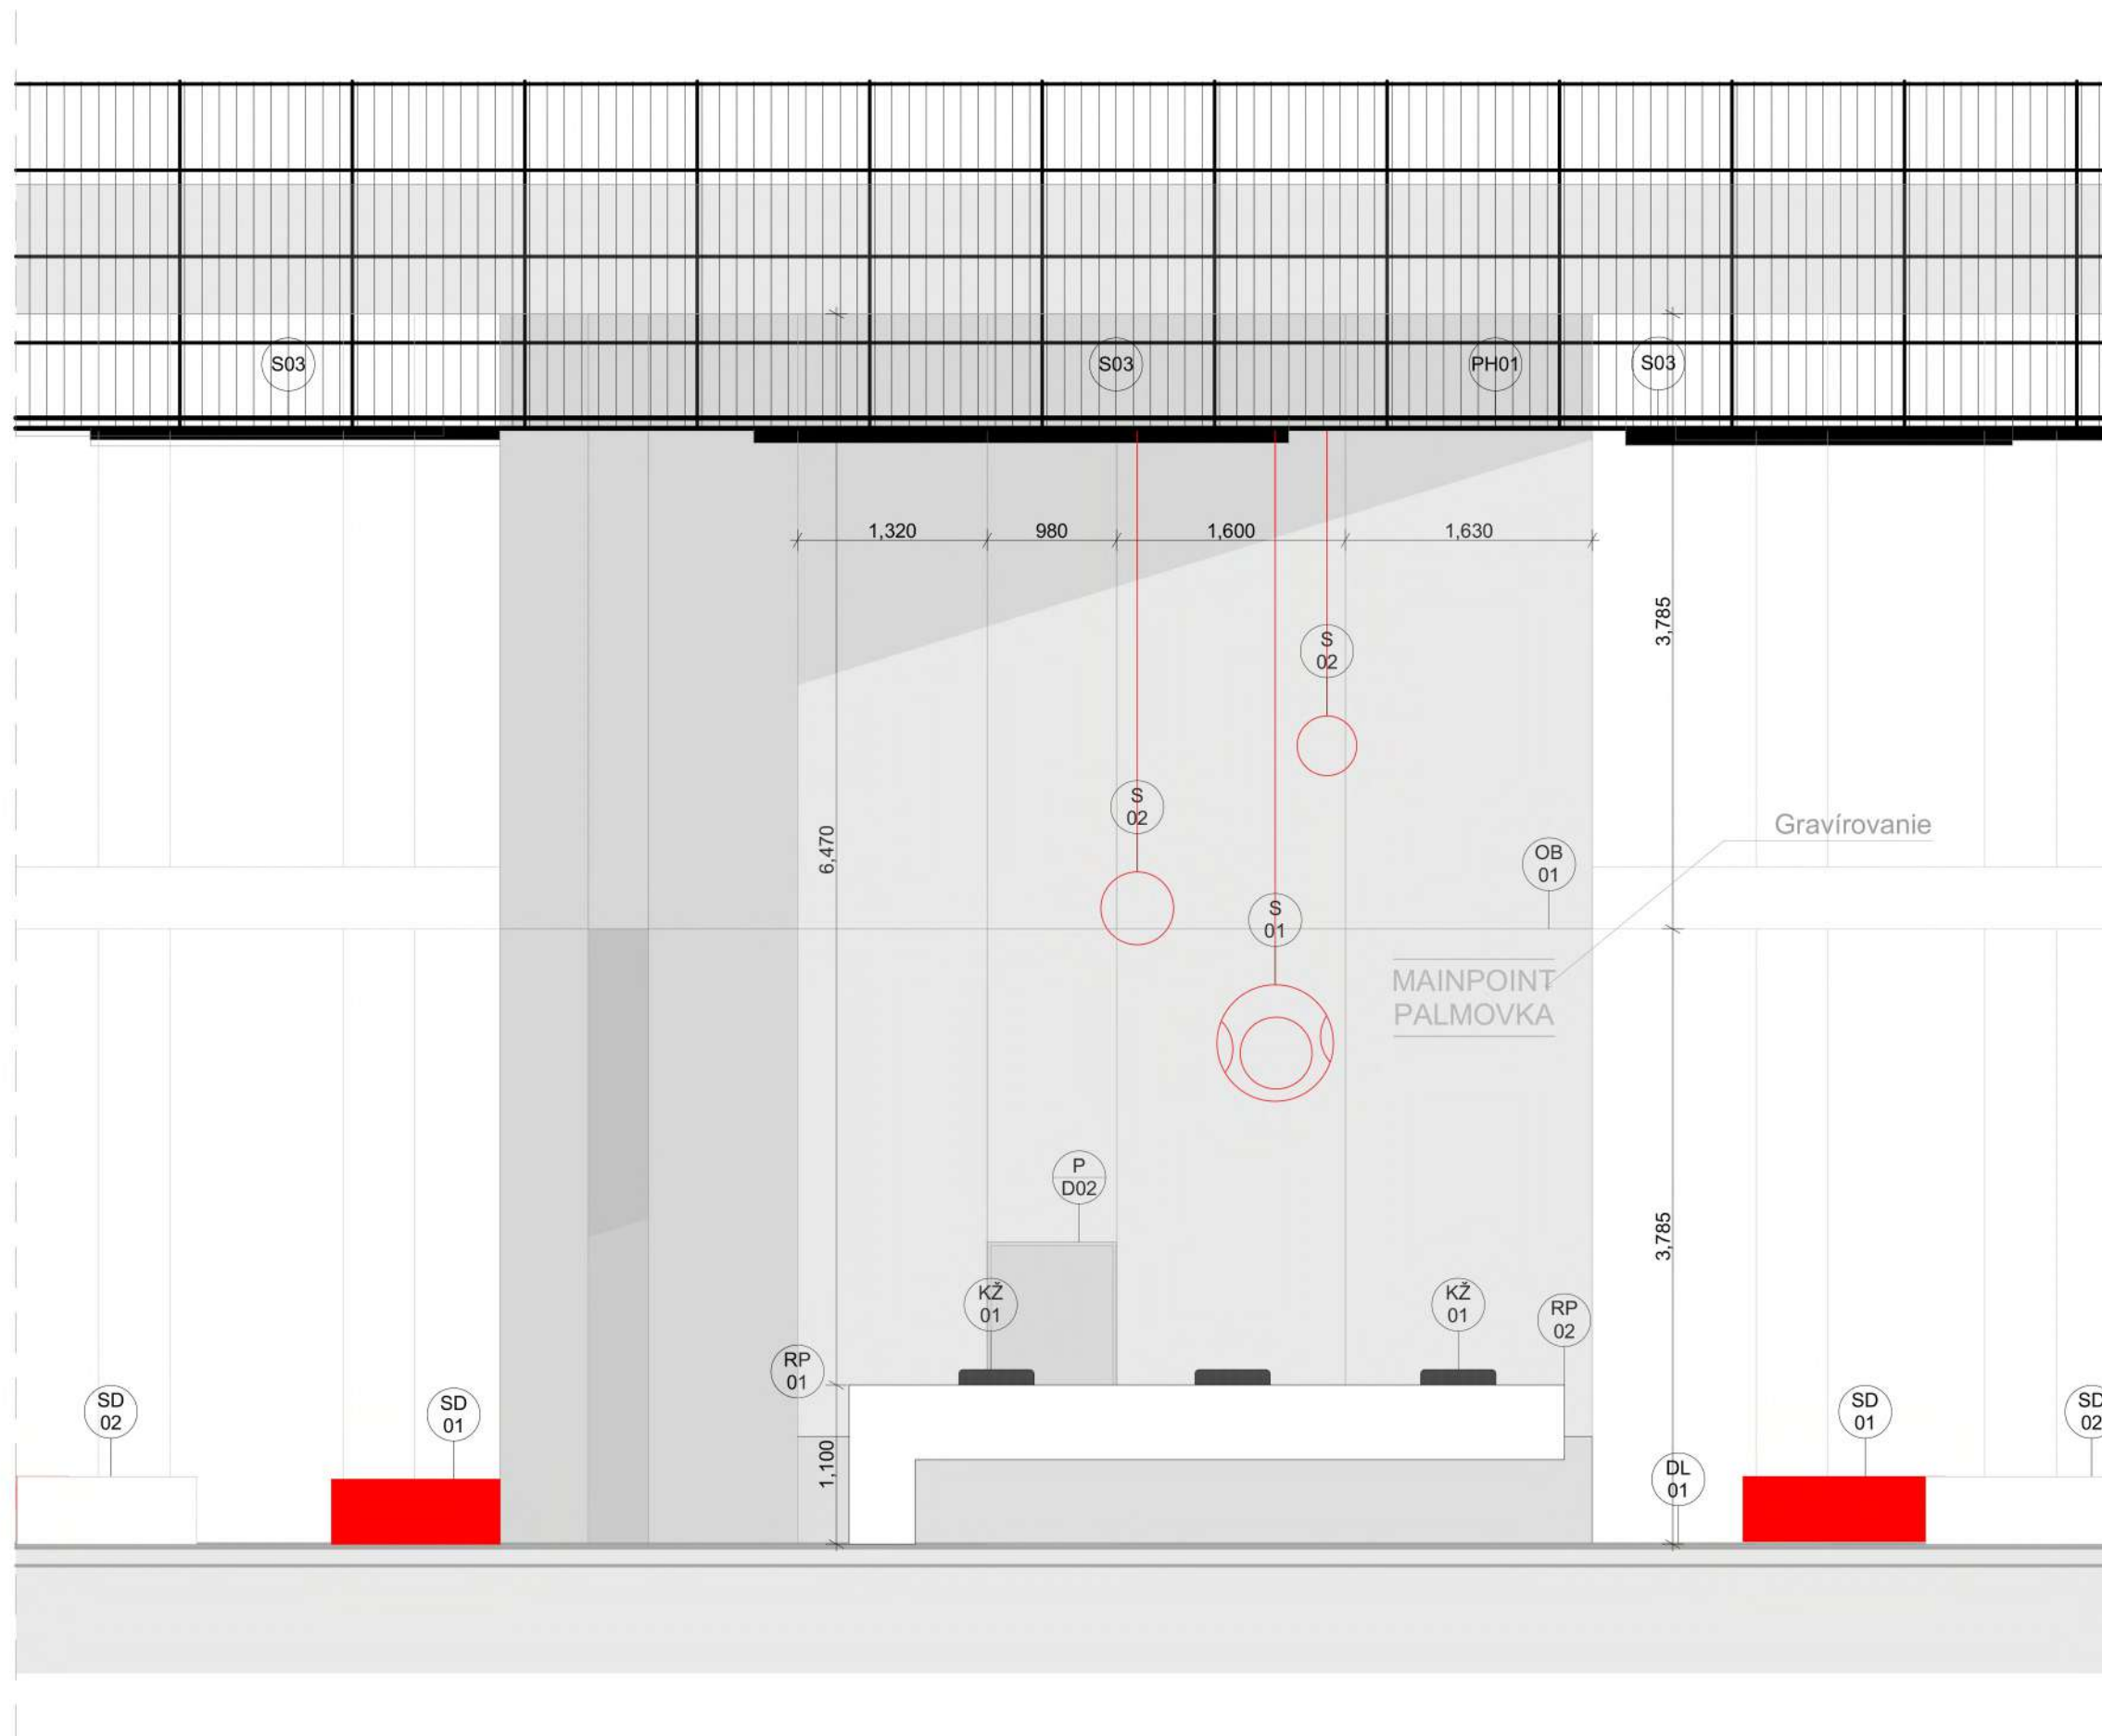 S03
S03
PH01
S03
1,320
980
1,600
1,630
3,785
S
02
S
02
6,470
Gravírovanie
OB
01
S
01
MAINPOINT
PALMOVKA
P
D02
3,785
KŽ
01
KŽ
01
RP
02
RP
01
SD
02
SD
01
SD
01
SD
02
1,100
DL
01